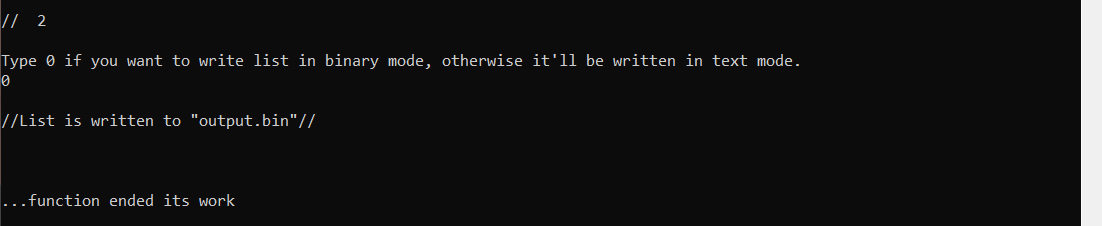 //  2
Type 0 if you want to write list in binary mode, otherwise it'll be written in text mode.
0
//List is written to "output.bin"//
...function ended its work